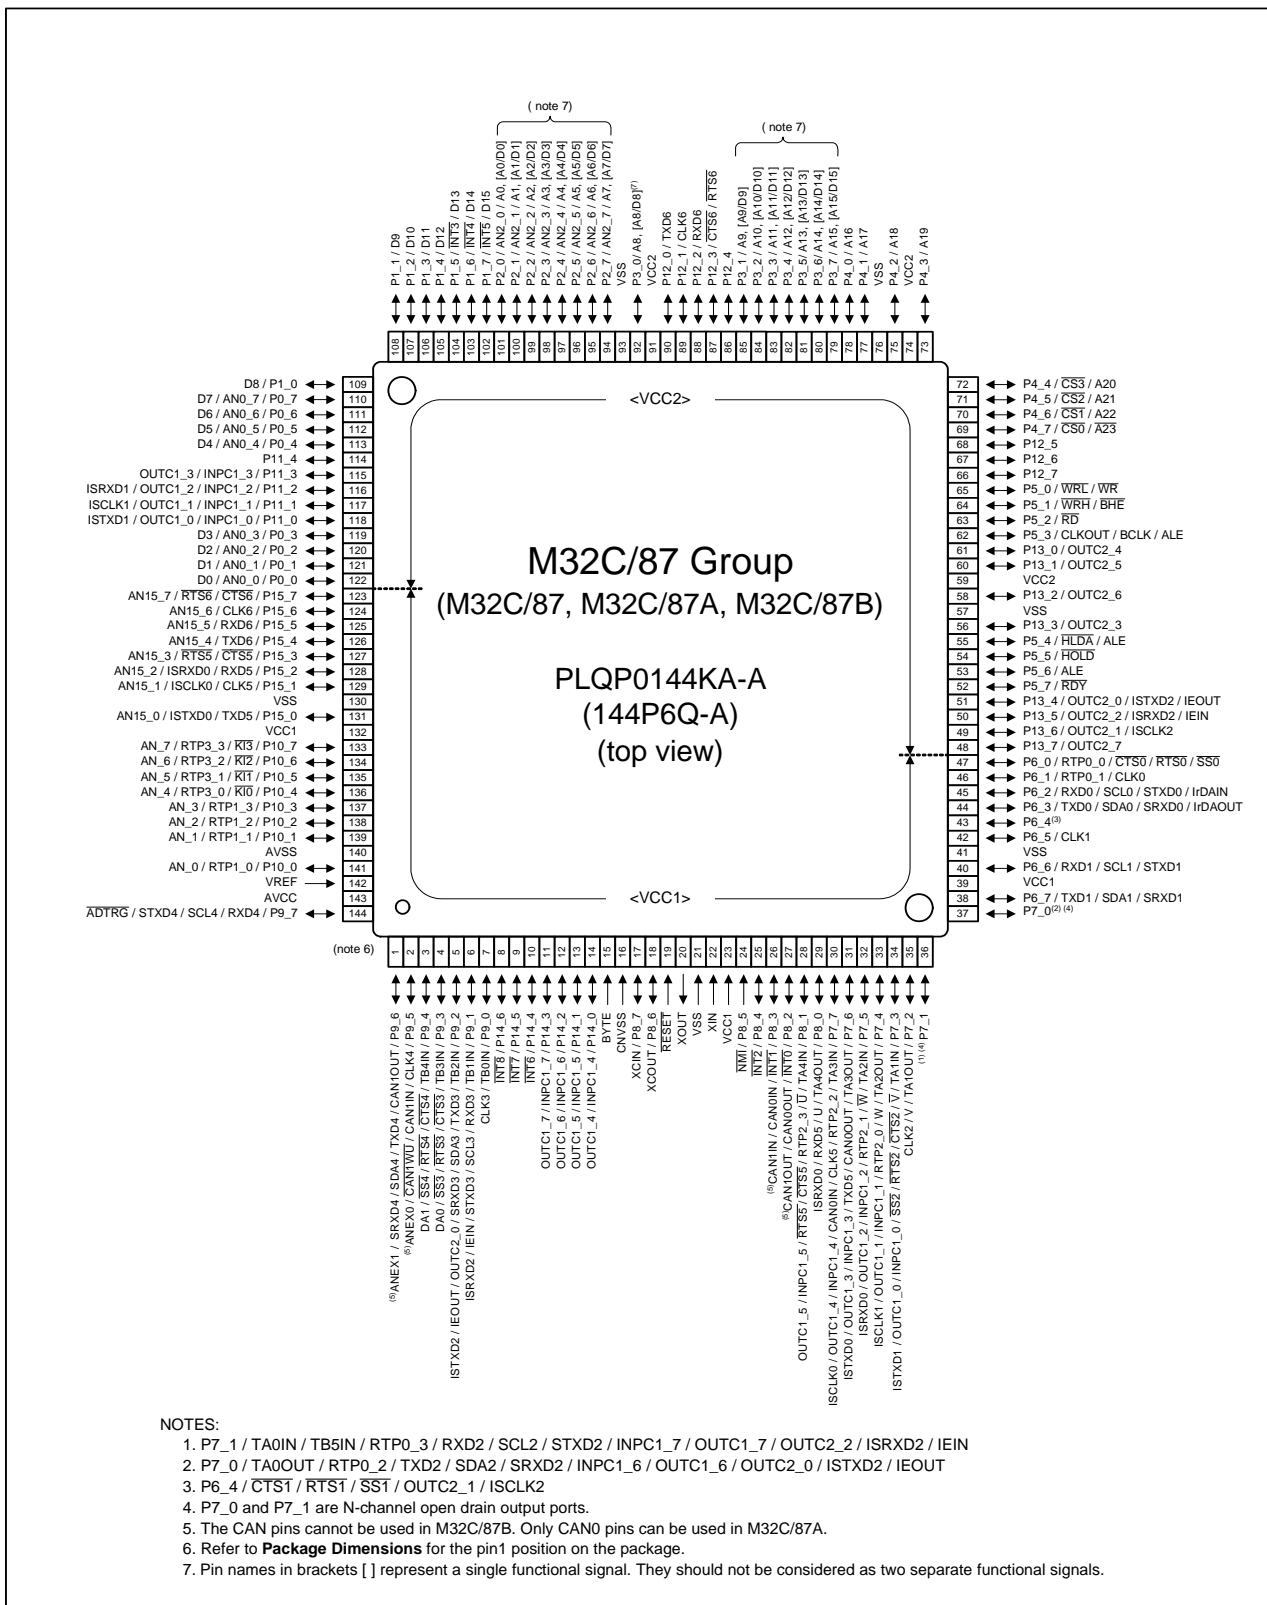 ( note 7)
( note 7)
P1_1 / D9
P1_2 / D10
P1_3 / D11
P1_4 / D12
P1_5 / INT3 / D13
P1_6 / INT4 / D14
P1_7 / INT5 / D15
P2_0 / AN2_0 / A0, [A0/D0]
P2_1 / AN2_1 / A1, [A1/D1]
P2_2 / AN2_2 / A2, [A2/D2]
P2_3 / AN2_3 / A3, [A3/D3]
P2_4 / AN2_4 / A4, [A4/D4]
P2_5 / AN2_5 / A5, [A5/D5]
P2_6 / AN2_6 / A6, [A6/D6]
P2_7 / AN2_7 / A7, [A7/D7]
VSS
P3_0/ A8, [A8/D8](7)
VCC2
P12_0 / TXD6
P12_1 / CLK6
P12_2 / RXD6
P12_3 / CTS6 / RTS6
P12_4
P3_1 / A9, [A9/D9]
P3_2 / A10, [A10/D10]
P3_3 / A11, [A11/D11]
P3_4 / A12, [A12/D12]
P3_5/ A13, [A13/D13]
P3_6/ A14, [A14/D14]
P3_7/ A15, [A15/D15]
P4_0 / A16
P4_1 / A17
VSS
P4_2 / A18
VCC2
P4_3 / A19
108 107 106 105 104 103 102 101 100 99 98 97 96 95 94 93 92 91 90 89 88 87 86 85 84 83 82 81 80 79 78 77 76 75 74 73
D8 / P1_0 109
D7 / AN0_7 / P0_7 110
D6 / AN0_6 / P0_6 111
D5 / AN0_5 / P0_5 112
D4 / AN0_4 / P0_4 113
P11_4 114
OUTC1_3 / INPC1_3 / P11_3 115
ISRXD1 / OUTC1_2 / INPC1_2 / P11_2 116
ISCLK1 / OUTC1_1 / INPC1_1 / P11_1 117
ISTXD1 / OUTC1_0 / INPC1_0 / P11_0 118
D3 / AN0_3 / P0_3 119
D2 / AN0_2 / P0_2 120
D1 / AN0_1 / P0_1 121
D0 / AN0_0 / P0_0 122
AN15_7 / RTS6 / CTS6 / P15_7 123
AN15_6 / CLK6 / P15_6 124
AN15_5 / RXD6 / P15_5 125
AN15_4 / TXD6 / P15_4 126
AN15_3 / RTS5 / CTS5 / P15_3 127
AN15_2 / ISRXD0 / RXD5 / P15_2 128
AN15_1 / ISCLK0 / CLK5 / P15_1 129
VSS 130
AN15_0 / ISTXD0 / TXD5 / P15_0 131
VCC1 132
AN_7 / RTP3_3 / KI3 / P10_7 133
AN_6 / RTP3_2 / KI2 / P10_6 134
AN_5 / RTP3_1 / KI1 / P10_5 135
AN_4 / RTP3_0 / KI0 / P10_4 136
AN_3 / RTP1_3 / P10_3 137
AN_2 / RTP1_2 / P10_2 138
AN_1 / RTP1_1 / P10_1 139
AVSS 140
AN_0 / RTP1_0 / P10_0 141
VREF 142
AVCC 143
ADTRG / STXD4 / SCL4 / RXD4 / P9_7 144
<VCC2>
M32C/87 Group
(M32C/87, M32C/87A, M32C/87B)
PLQP0144KA-A
(144P6Q-A)
(top view)
<VCC1>
72 P4_4 / CS3 / A20
71 P4_5 / CS2 / A21
70 P4_6 / CS1 / A22
69 P4_7 / CS0 / A23
68 P12_5
67 P12_6
66 P12_7
65 P5_0 / WRL / WR
64 P5_1 / WRH / BHE
63 P5_2 / RD
62 P5_3 / CLKOUT / BCLK / ALE
61 P13_0 / OUTC2_4
60 P13_1 / OUTC2_5
59 VCC2
58 P13_2 / OUTC2_6
57 VSS
56 P13_3 / OUTC2_3
55 P5_4 / HLDA / ALE
54 P5_5 / HOLD
53 P5_6 / ALE
52 P5_7 / RDY
51 P13_4 / OUTC2_0 / ISTXD2 / IEOUT
50 P13_5 / OUTC2_2 / ISRXD2 / IEIN
49 P13_6 / OUTC2_1 / ISCLK2
48 P13_7 / OUTC2_7
47 P6_0 / RTP0_0 / CTS0 / RTS0 / SS0
46 P6_1 / RTP0_1 / CLK0
45 P6_2 / RXD0 / SCL0 / STXD0 / IrDAIN
44 P6_3 / TXD0 / SDA0 / SRXD0 / IrDAOUT
43 P6_4(3)
42 P6_5 / CLK1
41 VSS
40 P6_6 / RXD1 / SCL1 / STXD1
39 VCC1
38 P6_7 / TXD1 / SDA1 / SRXD1
37 P7_0(2) (4)
(note 6)
1 2 3 4 5 6 7 8 9 10 11 12 13 14 15 16 17 18 19 20 21 22 23 24 25 26 27 28 29 30 31 32 33 34 35 36
(5)ANEX1 / SRXD4 / SDA4 / TXD4 / CAN1OUT / P9_6
(5)ANEX0 / CAN1WU / CAN1IN / CLK4 / P9_5
DA1 / SS4 / RTS4 / CTS4 / TB4IN / P9_4
DA0 / SS3 / RTS3 / CTS3 / TB3IN / P9_3
ISTXD2 / IEOUT / OUTC2_0 / SRXD3 / SDA3 / TXD3 / TB2IN / P9_2
ISRXD2 / IEIN / STXD3 / SCL3 / RXD3 / TB1IN / P9_1
CLK3 / TB0IN / P9_0
INT8 / P14_6
INT7 / P14_5
INT6 / P14_4
OUTC1_7 / INPC1_7 / P14_3
OUTC1_6 / INPC1_6 / P14_2
OUTC1_5 / INPC1_5 / P14_1
OUTC1_4 / INPC1_4 / P14_0
BYTE
CNVSS
XCIN / P8_7
XCOUT / P8_6
RESET
XOUT
VSS
XIN
VCC1
NMI / P8_5
INT2 / P8_4
(5)CAN1IN / CAN0IN / INT1 / P8_3
(5)CAN1OUT / CAN0OUT / INT0 / P8_2
OUTC1_5 / INPC1_5 / RTS5 / CTS5 / RTP2_3 / U / TA4IN / P8_1
ISRXD0 / RXD5 / U / TA4OUT / P8_0
ISCLK0 / OUTC1_4 / INPC1_4 / CAN0IN / CLK5 / RTP2_2 / TA3IN / P7_7
ISTXD0 / OUTC1_3 / INPC1_3 / TXD5 / CAN0OUT / TA3OUT / P7_6
ISRXD0 / OUTC1_2 / INPC1_2 / RTP2_1 / W / TA2IN / P7_5
ISCLK1 / OUTC1_1 / INPC1_1 / RTP2_0 / W / TA2OUT / P7_4
ISTXD1 / OUTC1_0 / INPC1_0 / SS2 / RTS2 / CTS2 / V / TA1IN / P7_3
CLK2 / V / TA1OUT / P7_2
(1) (4) P7_1
NOTES:
1. P7_1 / TA0IN / TB5IN / RTP0_3 / RXD2 / SCL2 / STXD2 / INPC1_7 / OUTC1_7 / OUTC2_2 / ISRXD2 / IEIN
2. P7_0 / TA0OUT / RTP0_2 / TXD2 / SDA2 / SRXD2 / INPC1_6 / OUTC1_6 / OUTC2_0 / ISTXD2 / IEOUT
3. P6_4 / CTS1 / RTS1 / SS1 / OUTC2_1 / ISCLK2
4. P7_0 and P7_1 are N-channel open drain output ports.
5. The CAN pins cannot be used in M32C/87B. Only CAN0 pins can be used in M32C/87A.
6. Refer to Package Dimensions for the pin1 position on the package.
7. Pin names in brackets [ ] represent a single functional signal. They should not be considered as two separate functional signals.